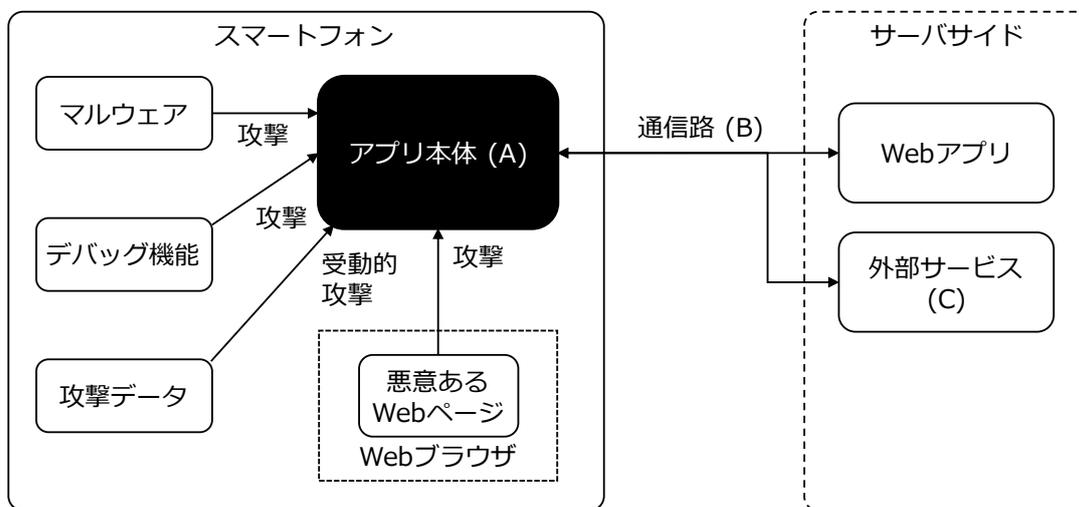 スマートフォン
サーバサイド
マルウェア
攻撃
アプリ本体 (A)
通信路 (B)
Webアプリ
デバッグ機能
攻撃
受動的
攻撃
攻撃
外部サービス
(C)
攻撃データ
悪意ある
Webページ
Webブラウザ